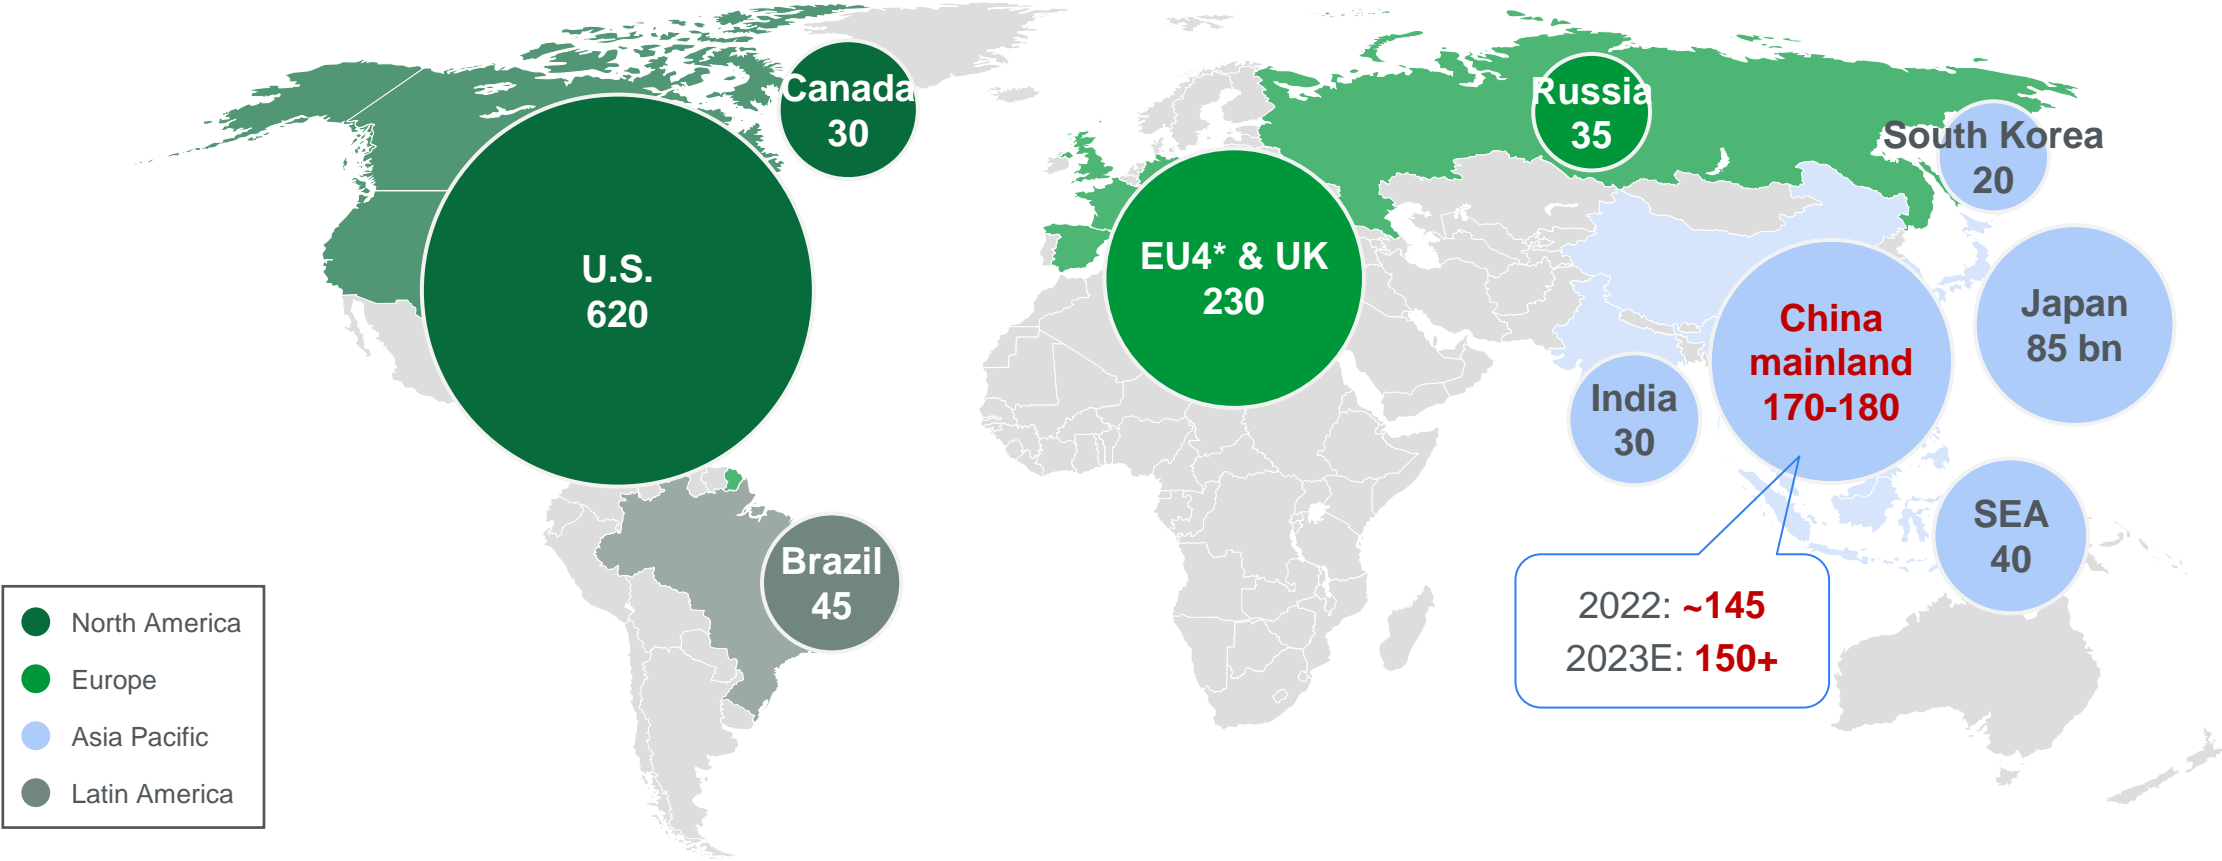 Canada
30
Russia
35
South Korea
20
U.S.
620
EU4* & UK
230
Japan
85 bn
China
mainland
170-180
India
30
SEA
40
Brazil
45
2022: ~145
2023E: 150+
North America
Europe
Asia Pacific
Latin America